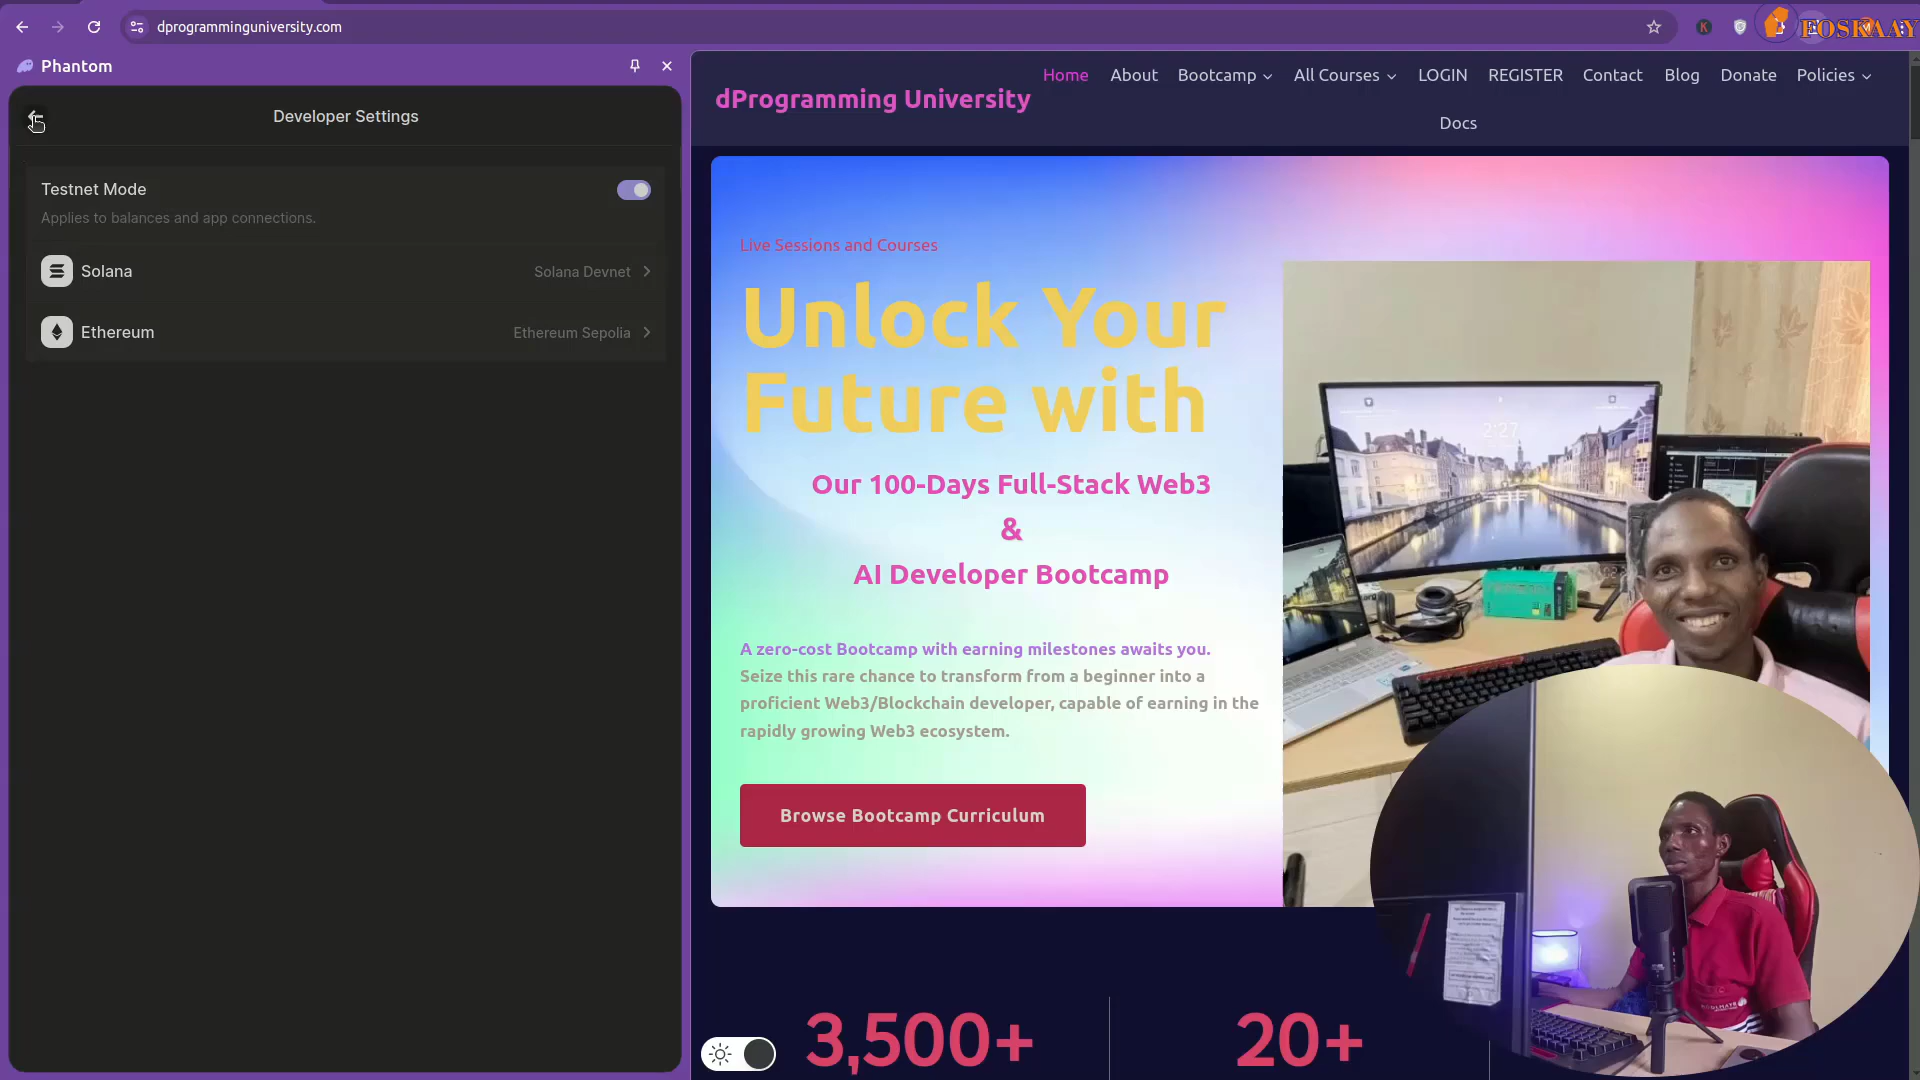 dprogramminguniversity.com
FOSKAAY
Phantom
Developer Settings
Testnet Mode
Applies to balances and app connections.
Solana
Solana Devnet
Ethereum
Ethereum Sepolia
dProgramming University
Home
About
Bootcamp
All Courses
LOGIN
REGISTER
Contact
Blog
Donate
Policies
Docs
Live Sessions and Courses
Unlock Your
Future with
Our 100-Days Full-Stack Web3
&
AI Developer Bootcamp
A zero-cost Bootcamp with earning milestones awaits you.
Seize this rare chance to transform from a beginner into a
proficient Web3/Blockchain developer, capable of earning in the
rapidly growing Web3 ecosystem.
Browse Bootcamp Curriculum
2:27
3,500+
20+